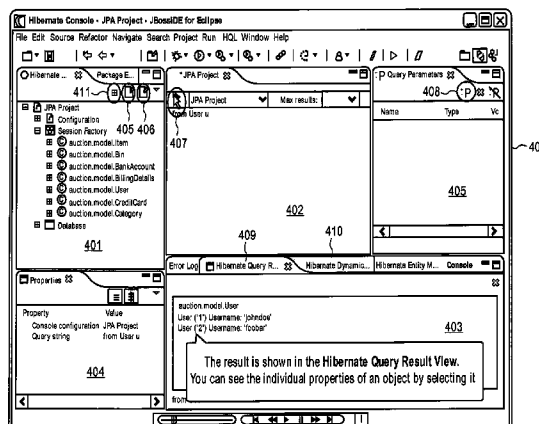 Hibernate Console - JPA Project - JBossIDE for Eclipse
File Edit Source Refactor Navigate Search Project Run HQL Window Help
Hibernate ...
Package E...
411
405
406
JPA Project
Configuration
Session Factory
auction.model.Item
auction.model.Bin
auction.model.BankAccount
auction.model.BillingDetails
auction.model.User
auction.model.CreditCard
auction.model.Category
Database
401
*JPA Project
JPA Project
Max results:
from User u
407
402
:P Query Parameters
408
:P
Name
Type
Vc
405
40
Properties
Property
Value
Console configuration
JPA Project
Query string
from User u
404
409
410
Error Log
Hibernate Query R...
Hibernate Dynamic...
Hibernate Entity M...
Console
auction.model.User
User ('1') Username: 'johndoe'
User ('2') Username: 'foobar'
403
The result is shown in the Hibernate Query Result View.
You can see the individual properties of an object by selecting it
from